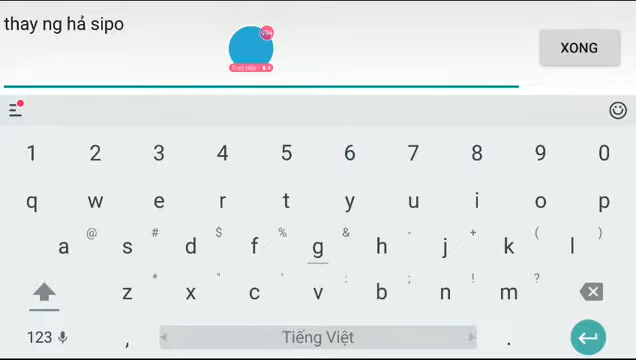 thay ng hả sipo
XONG
1 2 3 4 5 6 7 8 9 0
q w e r t y u i o p
@ # $ % & - + ( )
a s d f g h j k l
* " ' : ; ! ?
z x c v b n m
123 , Tiếng Việt .